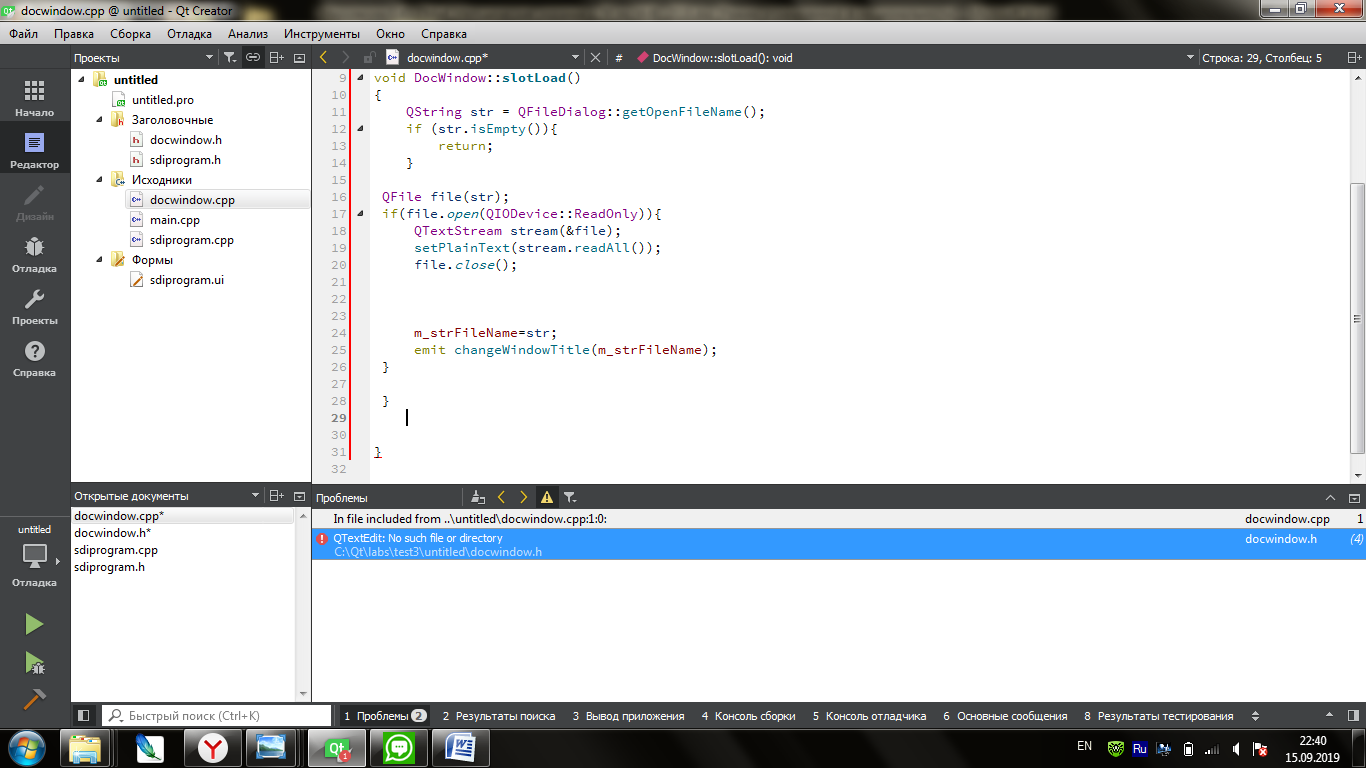 docwindow.cpp @ untitled - Qt Creator
Файл Правка Сборка Отладка Анализ Инструменты Окно Справка
Проекты
docwindow.cpp*
# DocWindow::slotLoad(): void
Строка: 29, Столбец: 5
Начало
Редактор
Дизайн
Отладка
Проекты
Справка
untitled
Отладка
untitled
untitled.pro
Заголовочные
docwindow.h
sdiprogram.h
Исходники
docwindow.cpp
main.cpp
sdiprogram.cpp
Формы
sdiprogram.ui
Открытые документы
docwindow.cpp*
docwindow.h*
sdiprogram.cpp
sdiprogram.h
9 void DocWindow::slotLoad()
10 {
11 QString str = QFileDialog::getOpenFileName();
12 if (str.isEmpty()){
13 return;
14 }
15
16 QFile file(str);
17 if(file.open(QIODevice::ReadOnly)){
18 QTextStream stream(&file);
19 setPlainText(stream.readAll());
20 file.close();
21
22
23
24 m_strFileName=str;
25 emit changeWindowTitle(m_strFileName);
26 }
27
28 }
29
30
31 }
32
Проблемы
In file included from ..\untitled\docwindow.cpp:1:0: docwindow.cpp 1
QTextEdit: No such file or directory docwindow.h (4)
C:\Qt\labs\test3\untitled\docwindow.h
Быстрый поиск (Ctrl+K)
1 Проблемы 2
2 Результаты поиска
3 Вывод приложения
4 Консоль сборки
5 Консоль отладчика
6 Основные сообщения
8 Результаты тестирования
EN
Ru
22:40
15.09.2019